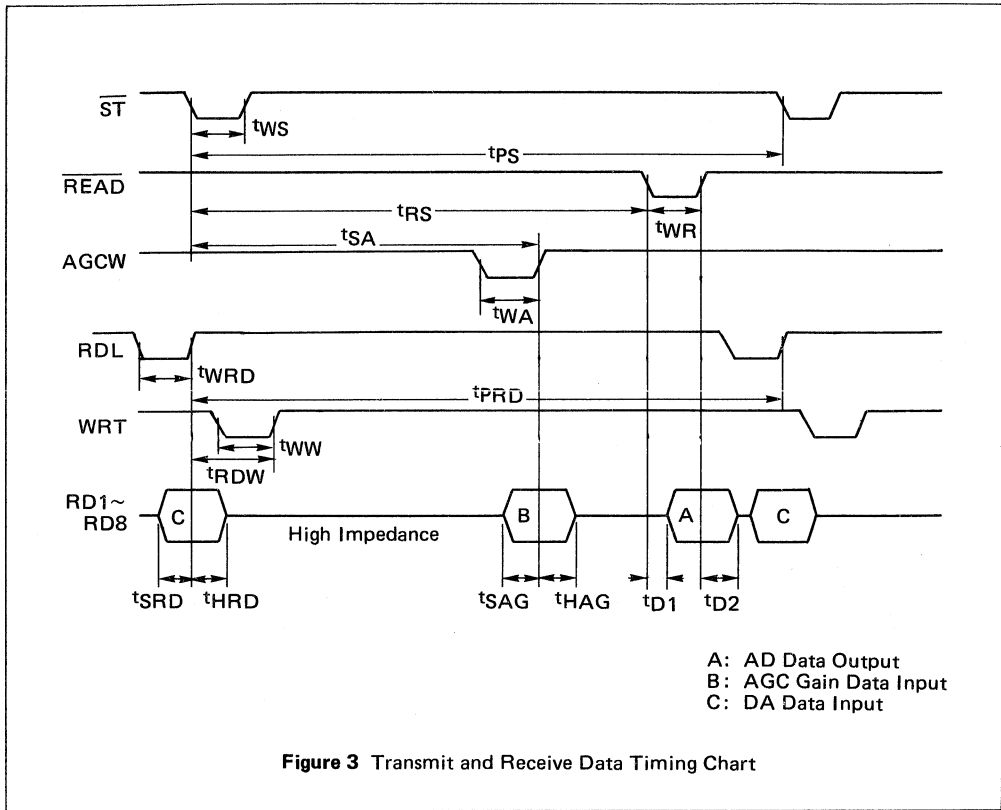 ST
tWS
tPS
READ
tRS
tWR
tSA
AGCW
tWA
RDL
tWRD
tPRD
WRT
tWW
tRDW
RD1~
RD8
C
High Impedance
B
A
C
tSRD
tHRD
tSAG
tHAG
tD1
tD2
A: AD Data Output
B: AGC Gain Data Input
C: DA Data Input
Figure 3 Transmit and Receive Data Timing Chart